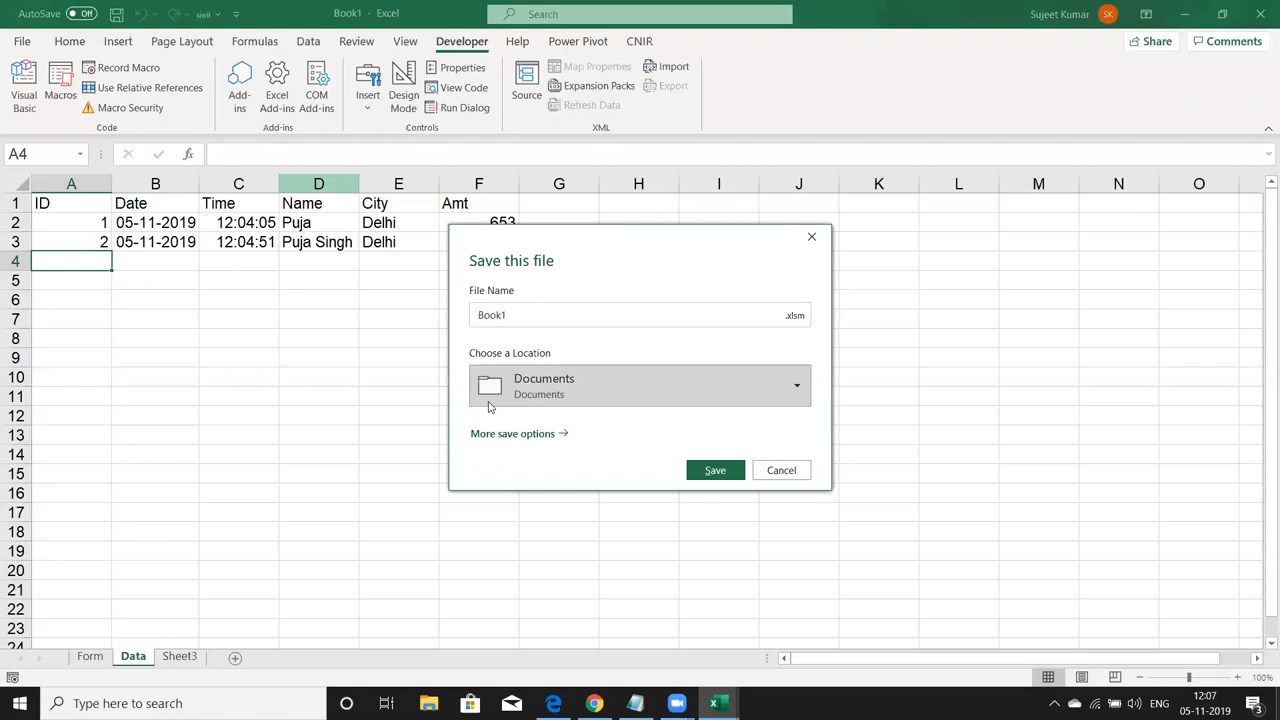 AutoSave Off
Book1 - Excel
Search
Sujeet Kumar SK
File Home Insert Page Layout Formulas Data Review View Developer Help Power Pivot CNIR
Share Comments
Visual Basic
Macros
Record Macro
Use Relative References
Macro Security
Code
Add-ins
Excel Add-ins
COM Add-ins
Add-ins
Insert
Design Mode
Properties
View Code
Run Dialog
Controls
Source
Map Properties
Expansion Packs
Refresh Data
Import
Export
XML
A4 fx
A B C D E F G H I J K L M N O
1 ID Date Time Name City Amt
2 1 05-11-2019 12:04:05 Puja Delhi 653
3 2 05-11-2019 12:04:51 Puja Singh Delhi
4
5
6
7
8
9
10
11
12
13
14
15
16
17
18
19
20
21
22
23
24
Save this file
File Name
Book1 .xlsm
Choose a Location
Documents
Documents
More save options
Save Cancel
Form Data Sheet3
100%
Type here to search
12:07
05-11-2019
3